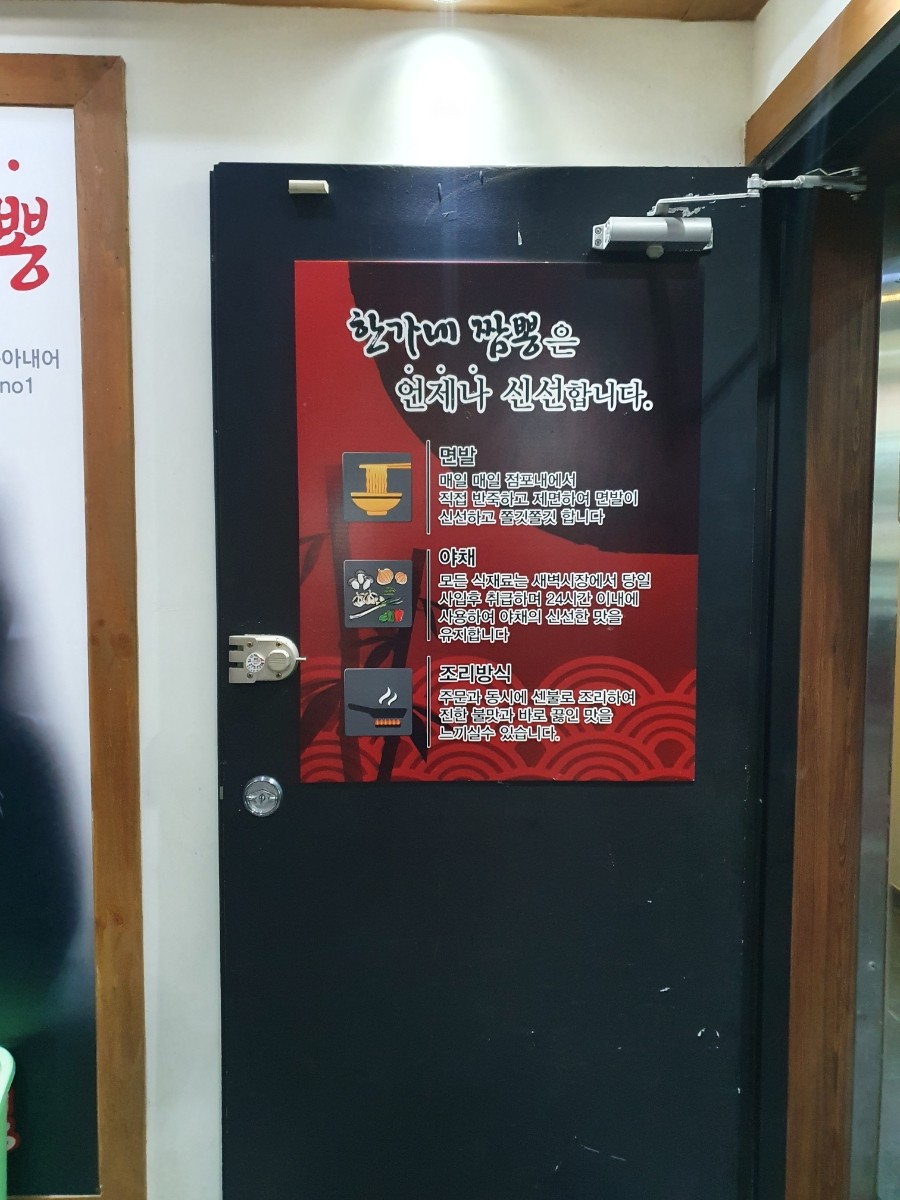 뽕
아내어
no1
한가네 짬뽕은
언제나 신선합니다.
면발
매일 매일 점포내에서
직접 반죽하고 제면하여 면발이
신선하고 쫄깃쫄깃 합니다
야채
모든 식재료는 새벽시장에서 당일
사입후 취급하며 24시간 이내에
사용하여 야채의 신선한 맛을
유지합니다
조리방식
주문과 동시에 센불로 조리하여
진한 불맛과 바로 끓인 맛을
느끼실수 있습니다.